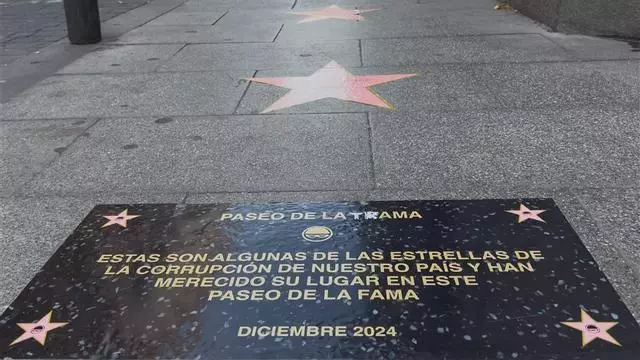 PASEO DE LA TRAMA
ESTAS SON ALGUNAS DE LAS ESTRELLAS DE
LA CORRUPCIÓN DE NUESTRO PAÍS Y HAN
MERECIDO SU LUGAR EN ESTE
PASEO DE LA FAMA
DICIEMBRE 2024